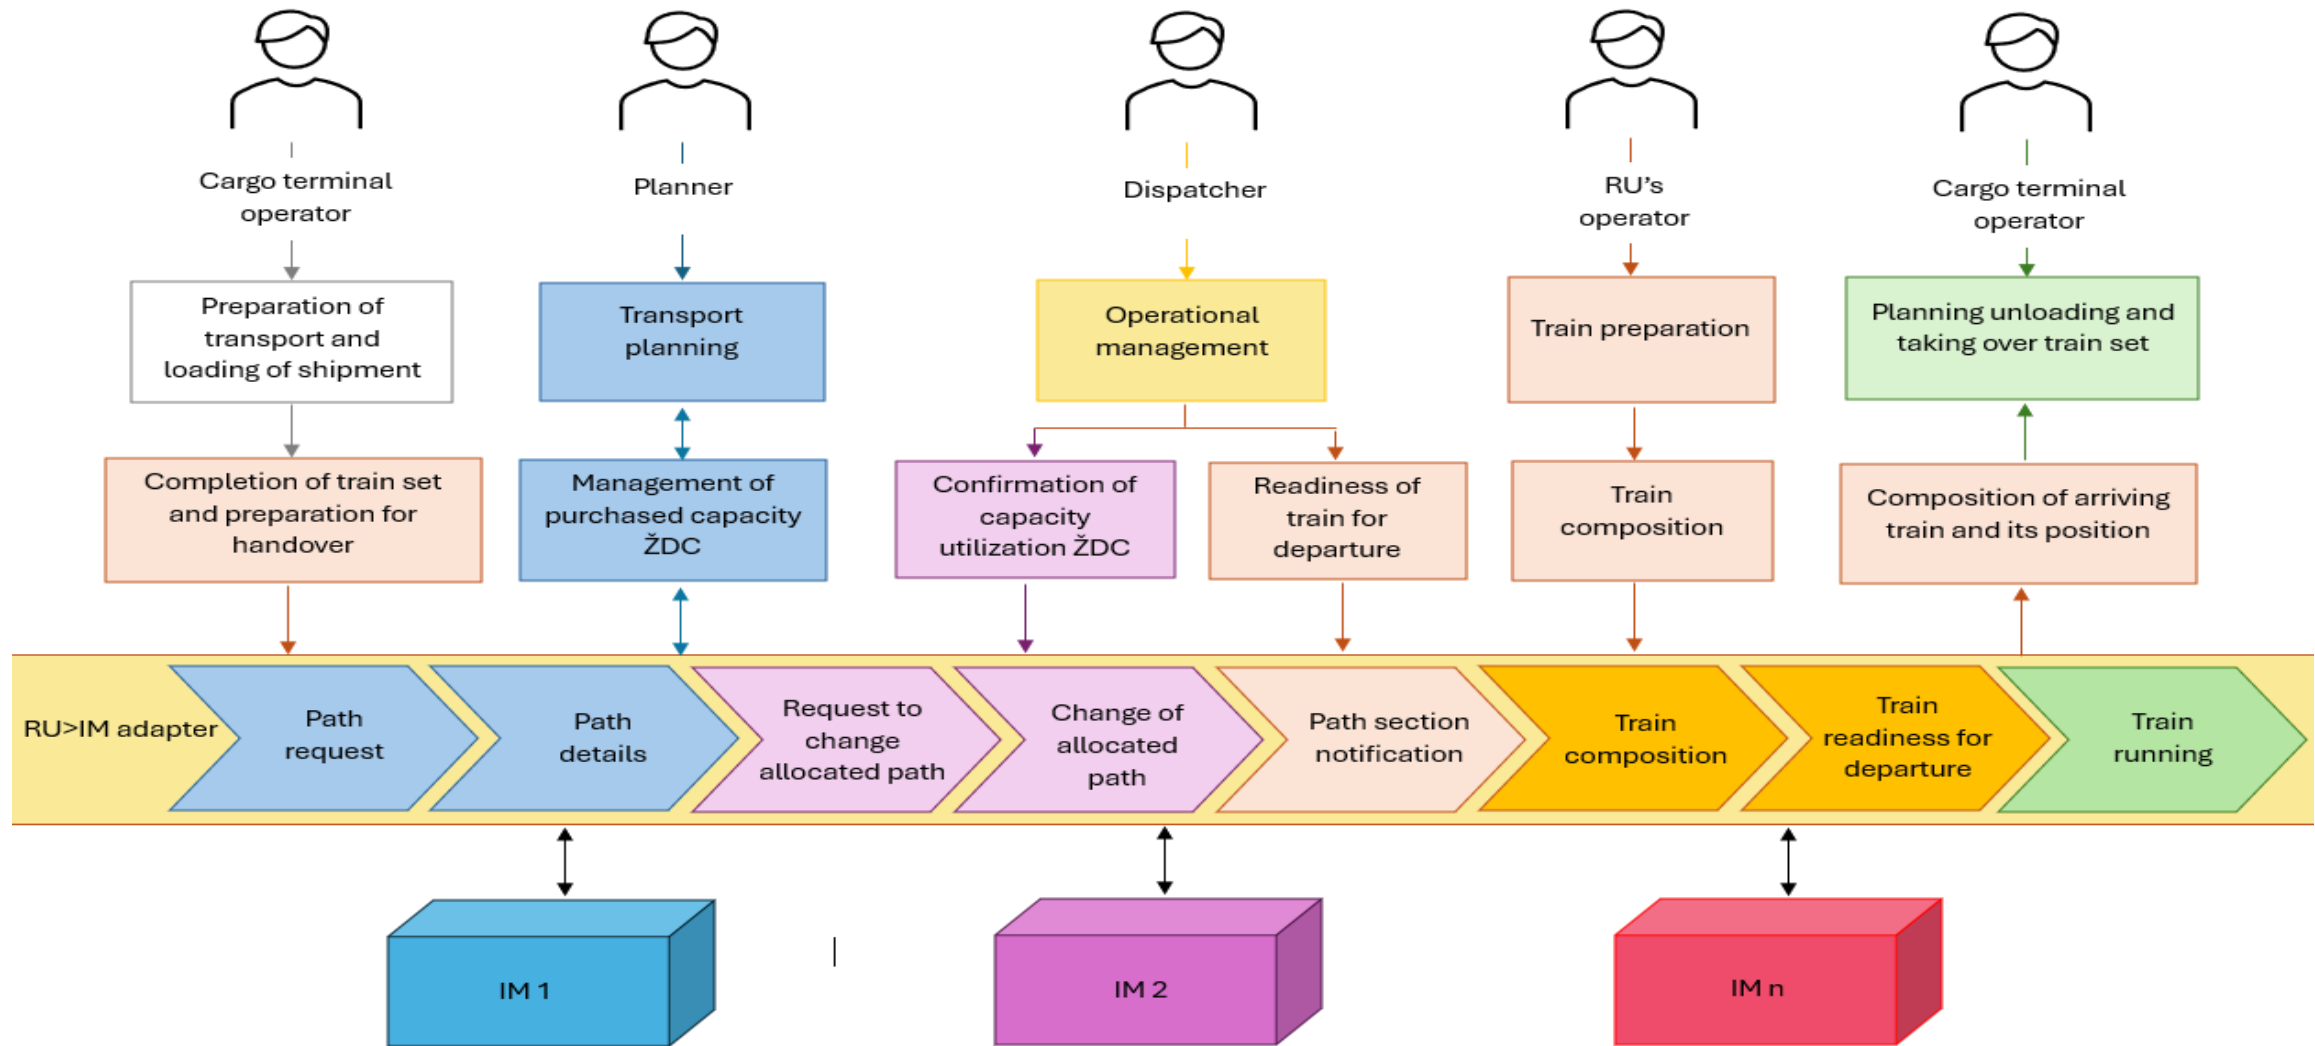 Cargo terminal
operator
Planner
Dispatcher
RU's
operator
Cargo terminal
operator
Preparation of
transport and
loading of shipment
Transport
planning
Operational
management
Train preparation
Planning unloading and
taking over train set
Completion of train set
and preparation for
handover
Management of
purchased capacity
ŽDC
Confirmation of
capacity
utilization ŽDC
Readiness of
train for
departure
Train
composition
Composition of arriving
train and its position
RU>IM adapter
Path
request
Path
details
Request to
change
allocated path
Change of
allocated
path
Path section
notification
Train
composition
Train
readiness for
departure
Train
running
IM 1
IM 2
IM n